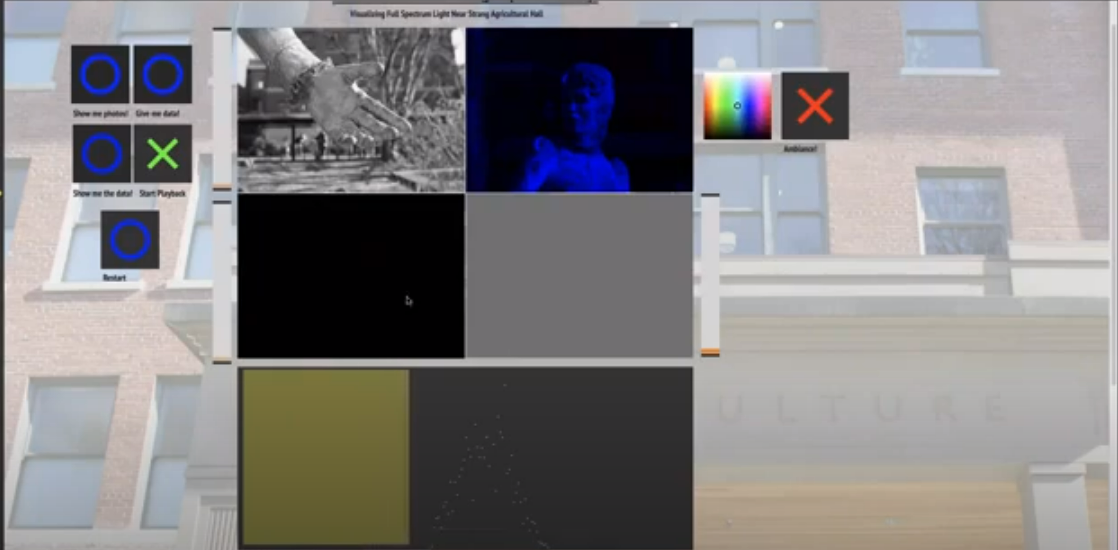 Visualizing Full Spectrum Light Near Strang Agricultural Hall
Show me photos! Give me data!
Show me the data! Start Playback
Restart
Ambiance!
ULTURE